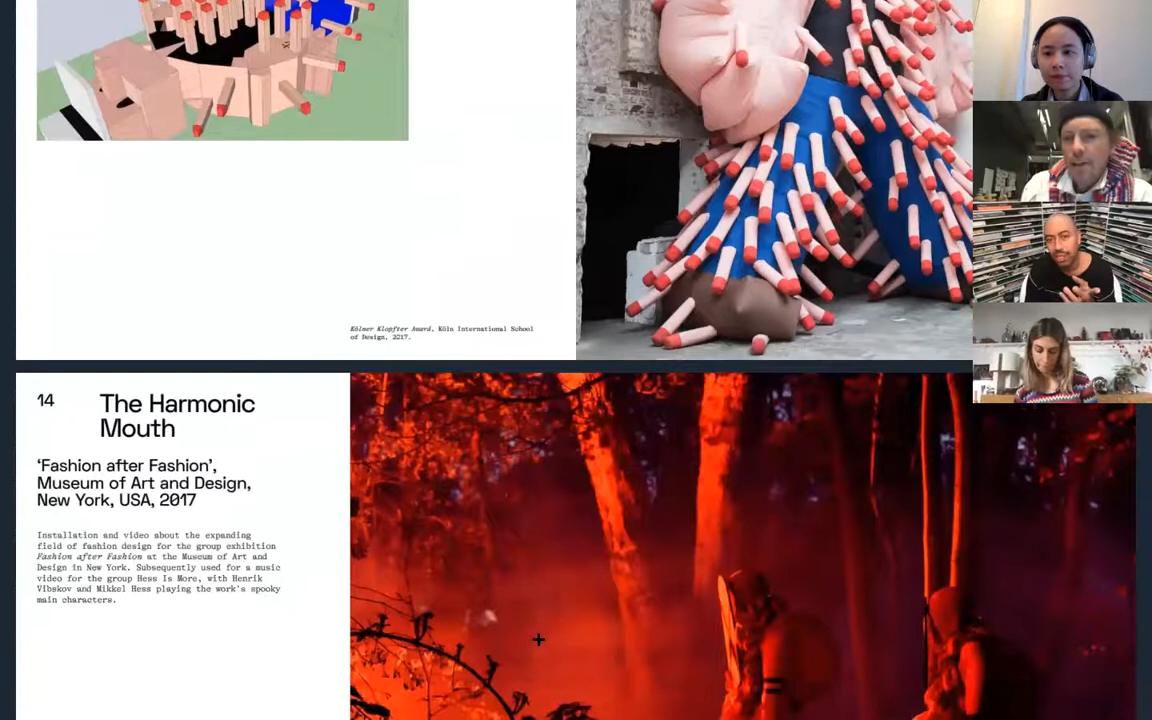 Kölner Klopfter Award, Köln International School
of Design, 2017.
14
The Harmonic
Mouth
‘Fashion after Fashion’,
Museum of Art and Design,
New York, USA, 2017
Installation and video about the expanding
field of fashion design for the group exhibition
Fashion after Fashion at the Museum of Art and
Design in New York. Subsequently used for a music
video for the group Hess Is More, with Henrik
Vibskov and Mikkel Hess playing the work's spooky
main characters.